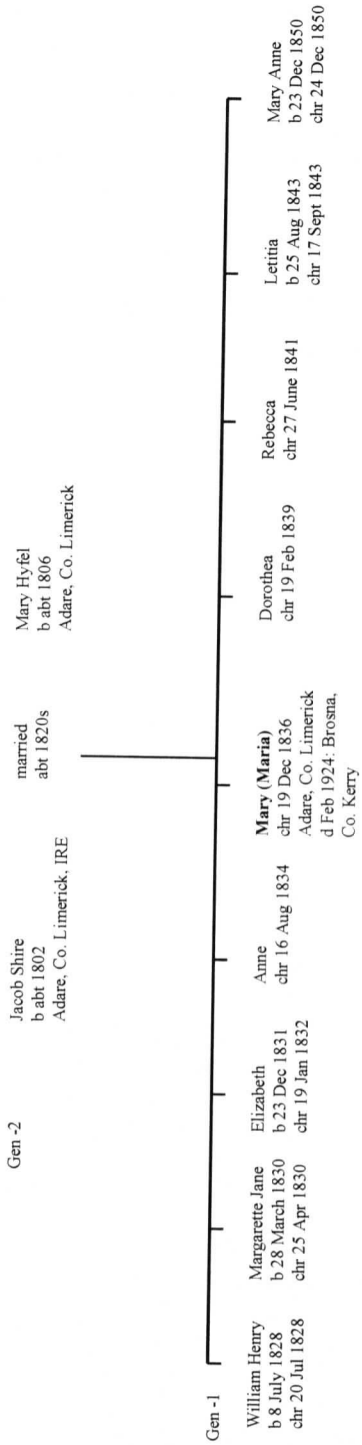 Gen -2
Jacob Shire
b abt 1802
Adare, Co. Limerick, IRE
married
abt 1820s
Mary Hyfel
b abt 1806
Adare, Co. Limerick
Gen -1
William Henry
b 8 July 1828
chr 20 Jul 1828
Margarette Jane
b 28 March 1830
chr 25 Apr 1830
Elizabeth
b 23 Dec 1831
chr 19 Jan 1832
Anne
chr 16 Aug 1834
Mary (Maria)
chr 19 Dec 1836
Adare, Co. Limerick
d Feb 1924: Brosna,
Co. Kerry
Dorothea
chr 19 Feb 1839
Rebecca
chr 27 June 1841
Letitia
b 25 Aug 1843
chr 17 Sept 1843
Mary Anne
b 23 Dec 1850
chr 24 Dec 1850